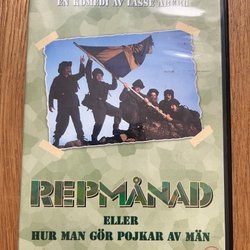 EN KOMEDI AV LASSE ÅBERG
REPMÅNAD
ELLER
HUR MAN GÖR POJKAR AV MÄN